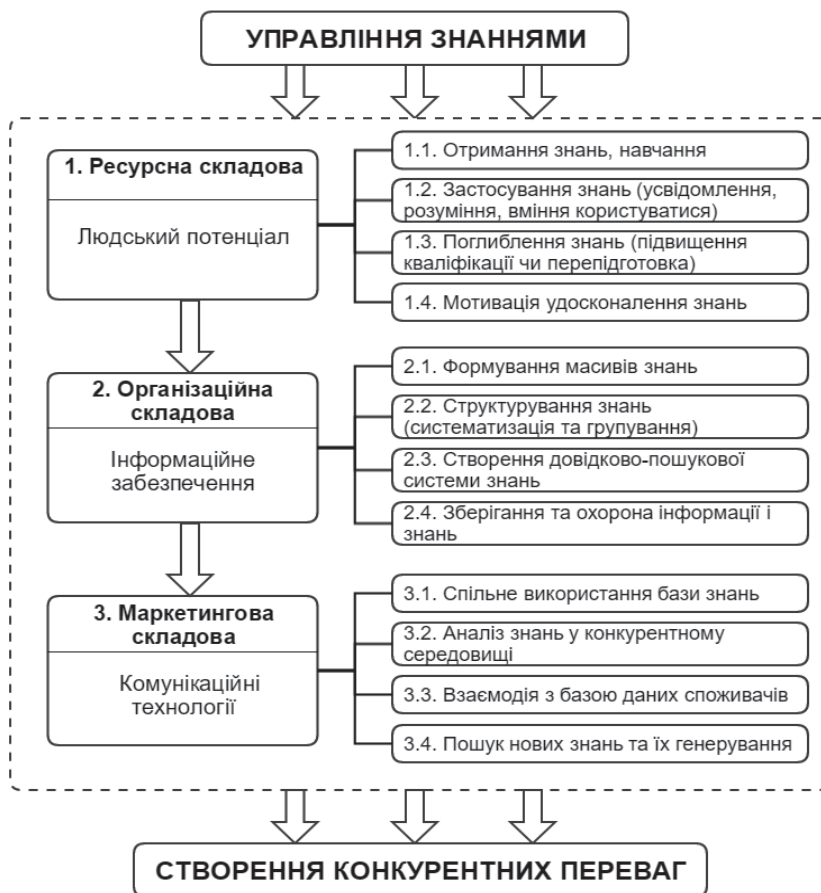 УПРАВЛІННЯ ЗНАННЯМИ
1. Ресурсна складова
Людський потенціал
1.1. Отримання знань, навчання
1.2. Застосування знань (усвідомлення,
розуміння, вміння користуватися)
1.3. Поглиблення знань (підвищення
кваліфікації чи перепідготовка)
1.4. Мотивація удосконалення знань
2. Організаційна
складова
Інформаційне
забезпечення
2.1. Формування масивів знань
2.2. Структурування знань
(систематизація та групування)
2.3. Створення довідково-пошукової
системи знань
2.4. Зберігання та охорона інформації і
знань
3. Маркетингова
складова
Комунікаційні
технології
3.1. Спільне використання бази знань
3.2. Аналіз знань у конкурентному
середовищі
3.3. Взаємодія з базою даних споживачів
3.4. Пошук нових знань та їх генерування
СТВОРЕННЯ КОНКУРЕНТНИХ ПЕРЕВАГ